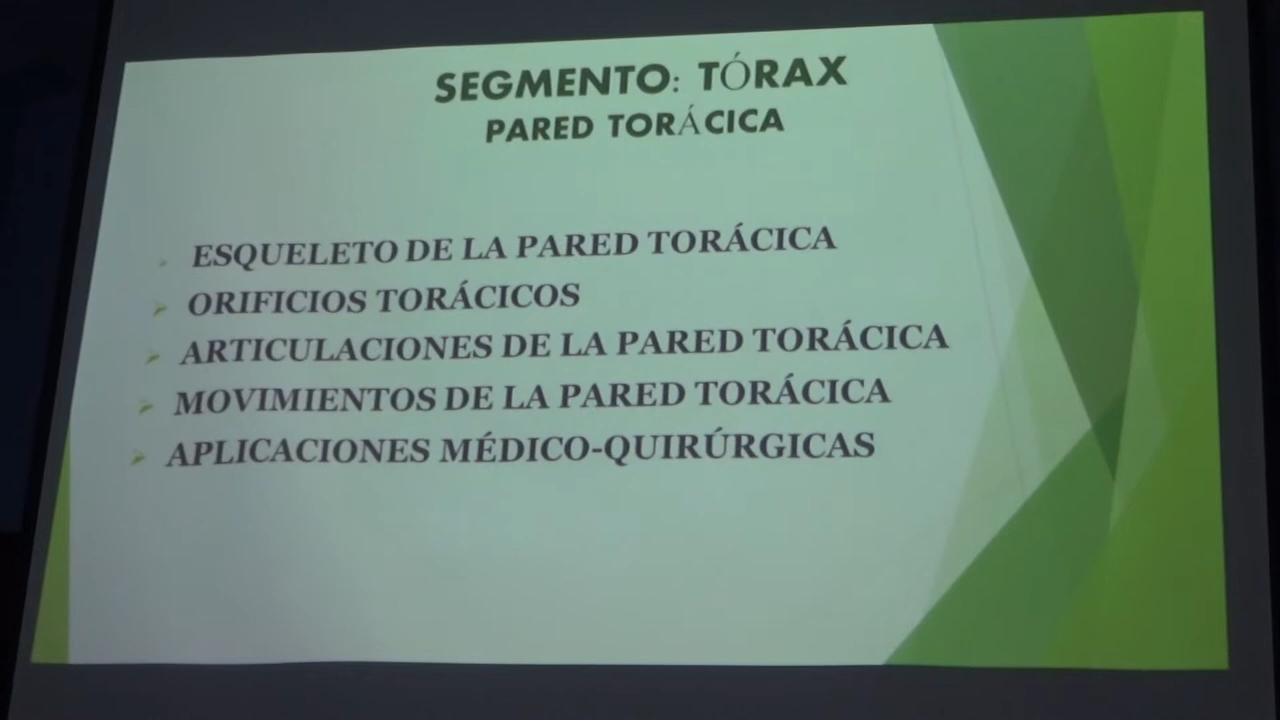 SEGMENTO: TÓRAX
PARED TORÁCICA
ESQUELETO DE LA PARED TORÁCICA
ORIFICIOS TORÁCICOS
ARTICULACIONES DE LA PARED TORÁCICA
MOVIMIENTOS DE LA PARED TORÁCICA
APLICACIONES MÉDICO-QUIRÚRGICAS